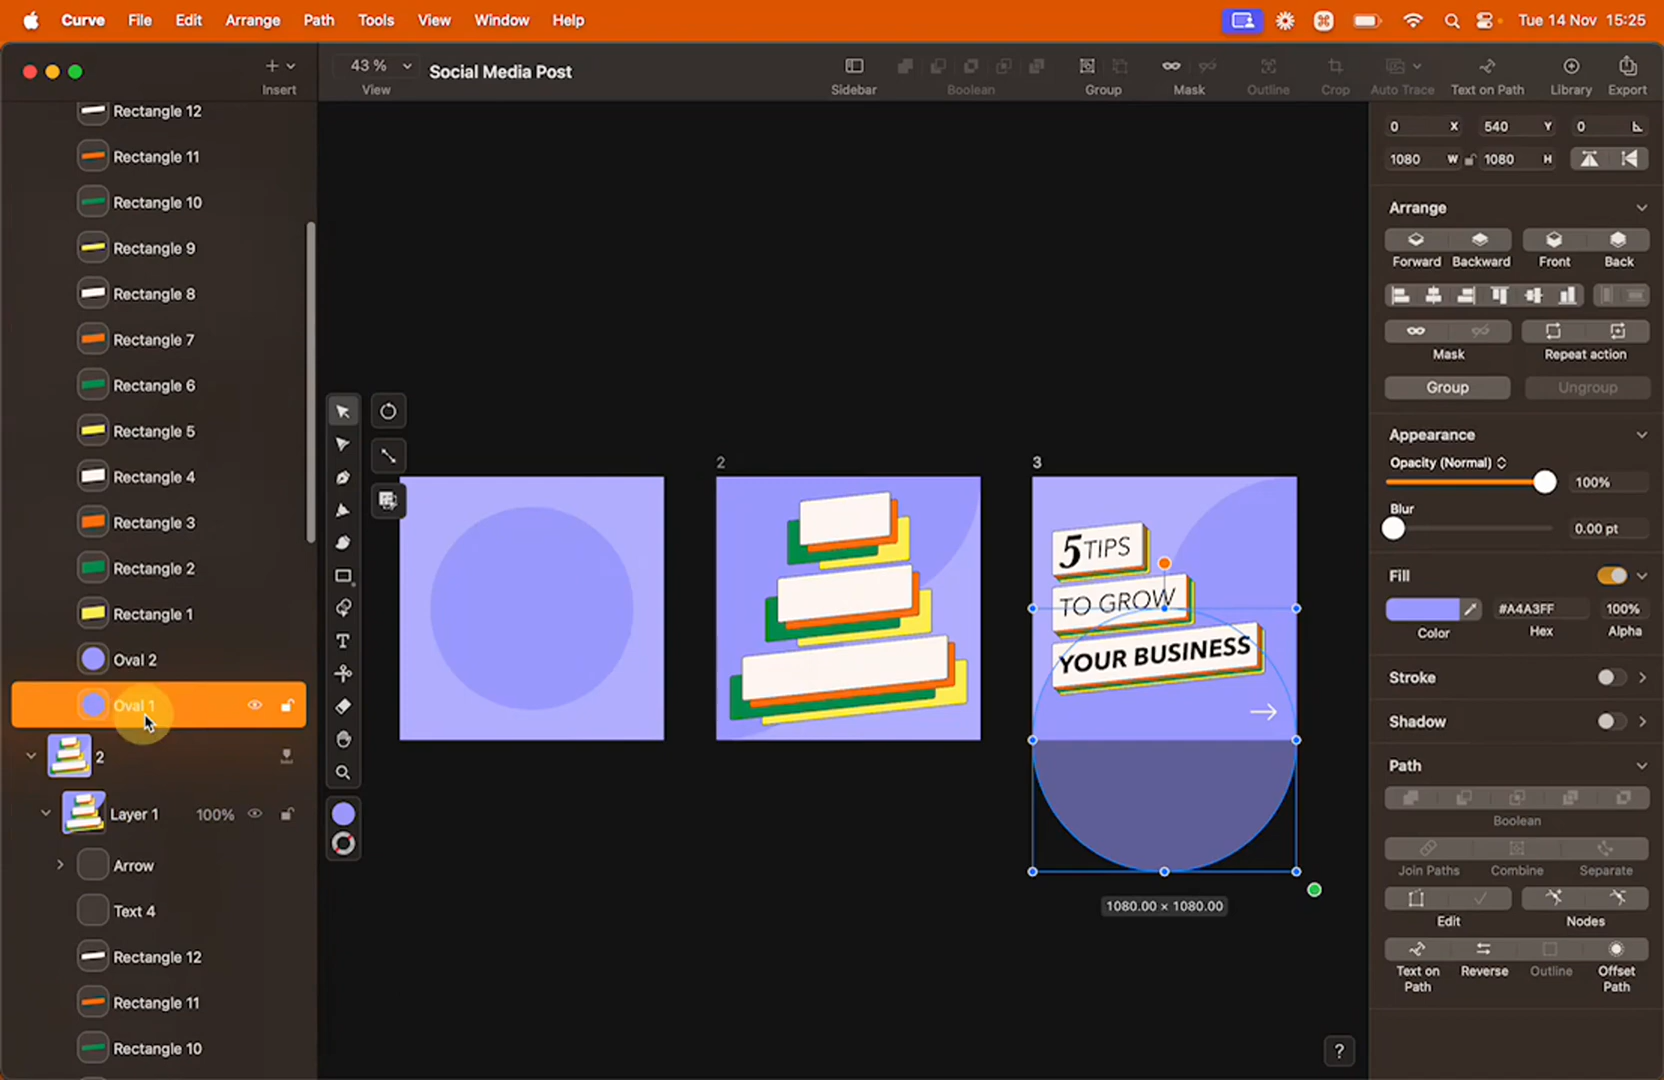 Curve File Edit Arrange Path Tools View Window Help Tue 14 Nov 15:25
Insert
43 %
View
Social Media Post
Sidebar Boolean Group Mask Outline Crop Auto Trace Text on Path Library Export
Rectangle 12
Rectangle 11
Rectangle 10
Rectangle 9
Rectangle 8
Rectangle 7
Rectangle 6
Rectangle 5
Rectangle 4
Rectangle 3
Rectangle 2
Rectangle 1
Oval 2
Oval 1
2
Layer 1 100%
Arrow
Text 4
Rectangle 12
Rectangle 11
Rectangle 10
T
2
3
5 TIPS
TO GROW
YOUR BUSINESS
1080.00 × 1080.00
?
0 X 540 Y 0
1080 W 1080 H
Arrange
Forward Backward Front Back
Mask Repeat action
Group Ungroup
Appearance
Opacity (Normal)
100%
Blur
0.00 pt
Fill
#A4A3FF 100%
Color Hex Alpha
Stroke
Shadow
Path
Boolean
Join Paths Combine Separate
Edit Nodes
Text on Path Reverse Outline Offset Path